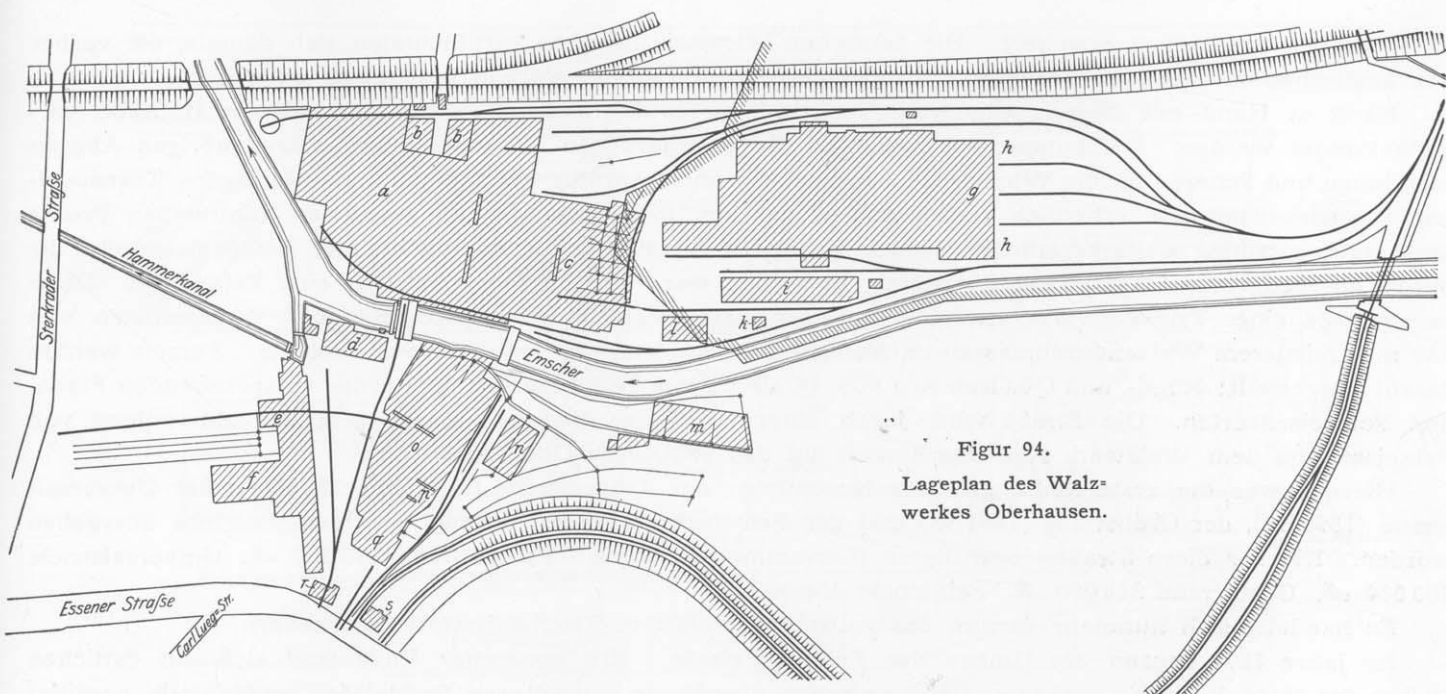 b
b
a
c
g
h
h
i
l
k
d
e
f
o
n
n
m
q
r
s
Sterkrader Straße
Hammerkanal
Emscher
Essener Straße
Carl Lueg=Str.
Figur 94.
Lageplan des Walz=
werkes Oberhausen.